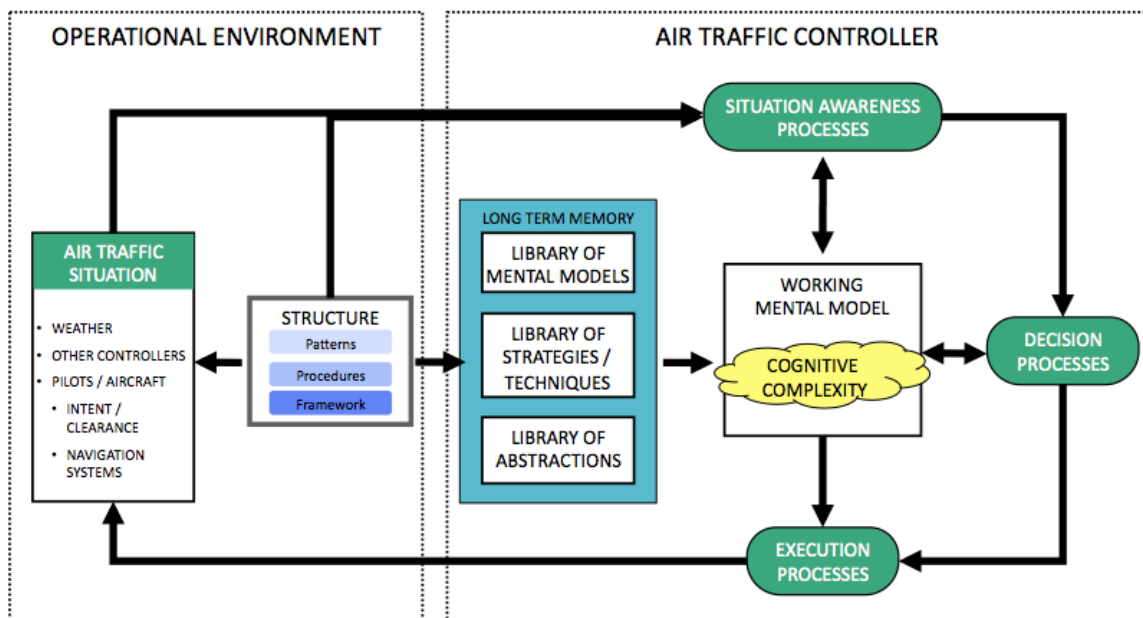 OPERATIONAL ENVIRONMENT
AIR TRAFFIC CONTROLLER
SITUATION AWARENESS
PROCESSES
AIR TRAFFIC
SITUATION
• WEATHER
• OTHER CONTROLLERS
• PILOTS / AIRCRAFT
• INTENT /
CLEARANCE
• NAVIGATION
SYSTEMS
STRUCTURE
Patterns
Procedures
Framework
LONG TERM MEMORY
LIBRARY OF
MENTAL MODELS
LIBRARY OF
STRATEGIES /
TECHNIQUES
LIBRARY OF
ABSTRACTIONS
WORKING
MENTAL MODEL
COGNITIVE
COMPLEXITY
DECISION
PROCESSES
EXECUTION
PROCESSES